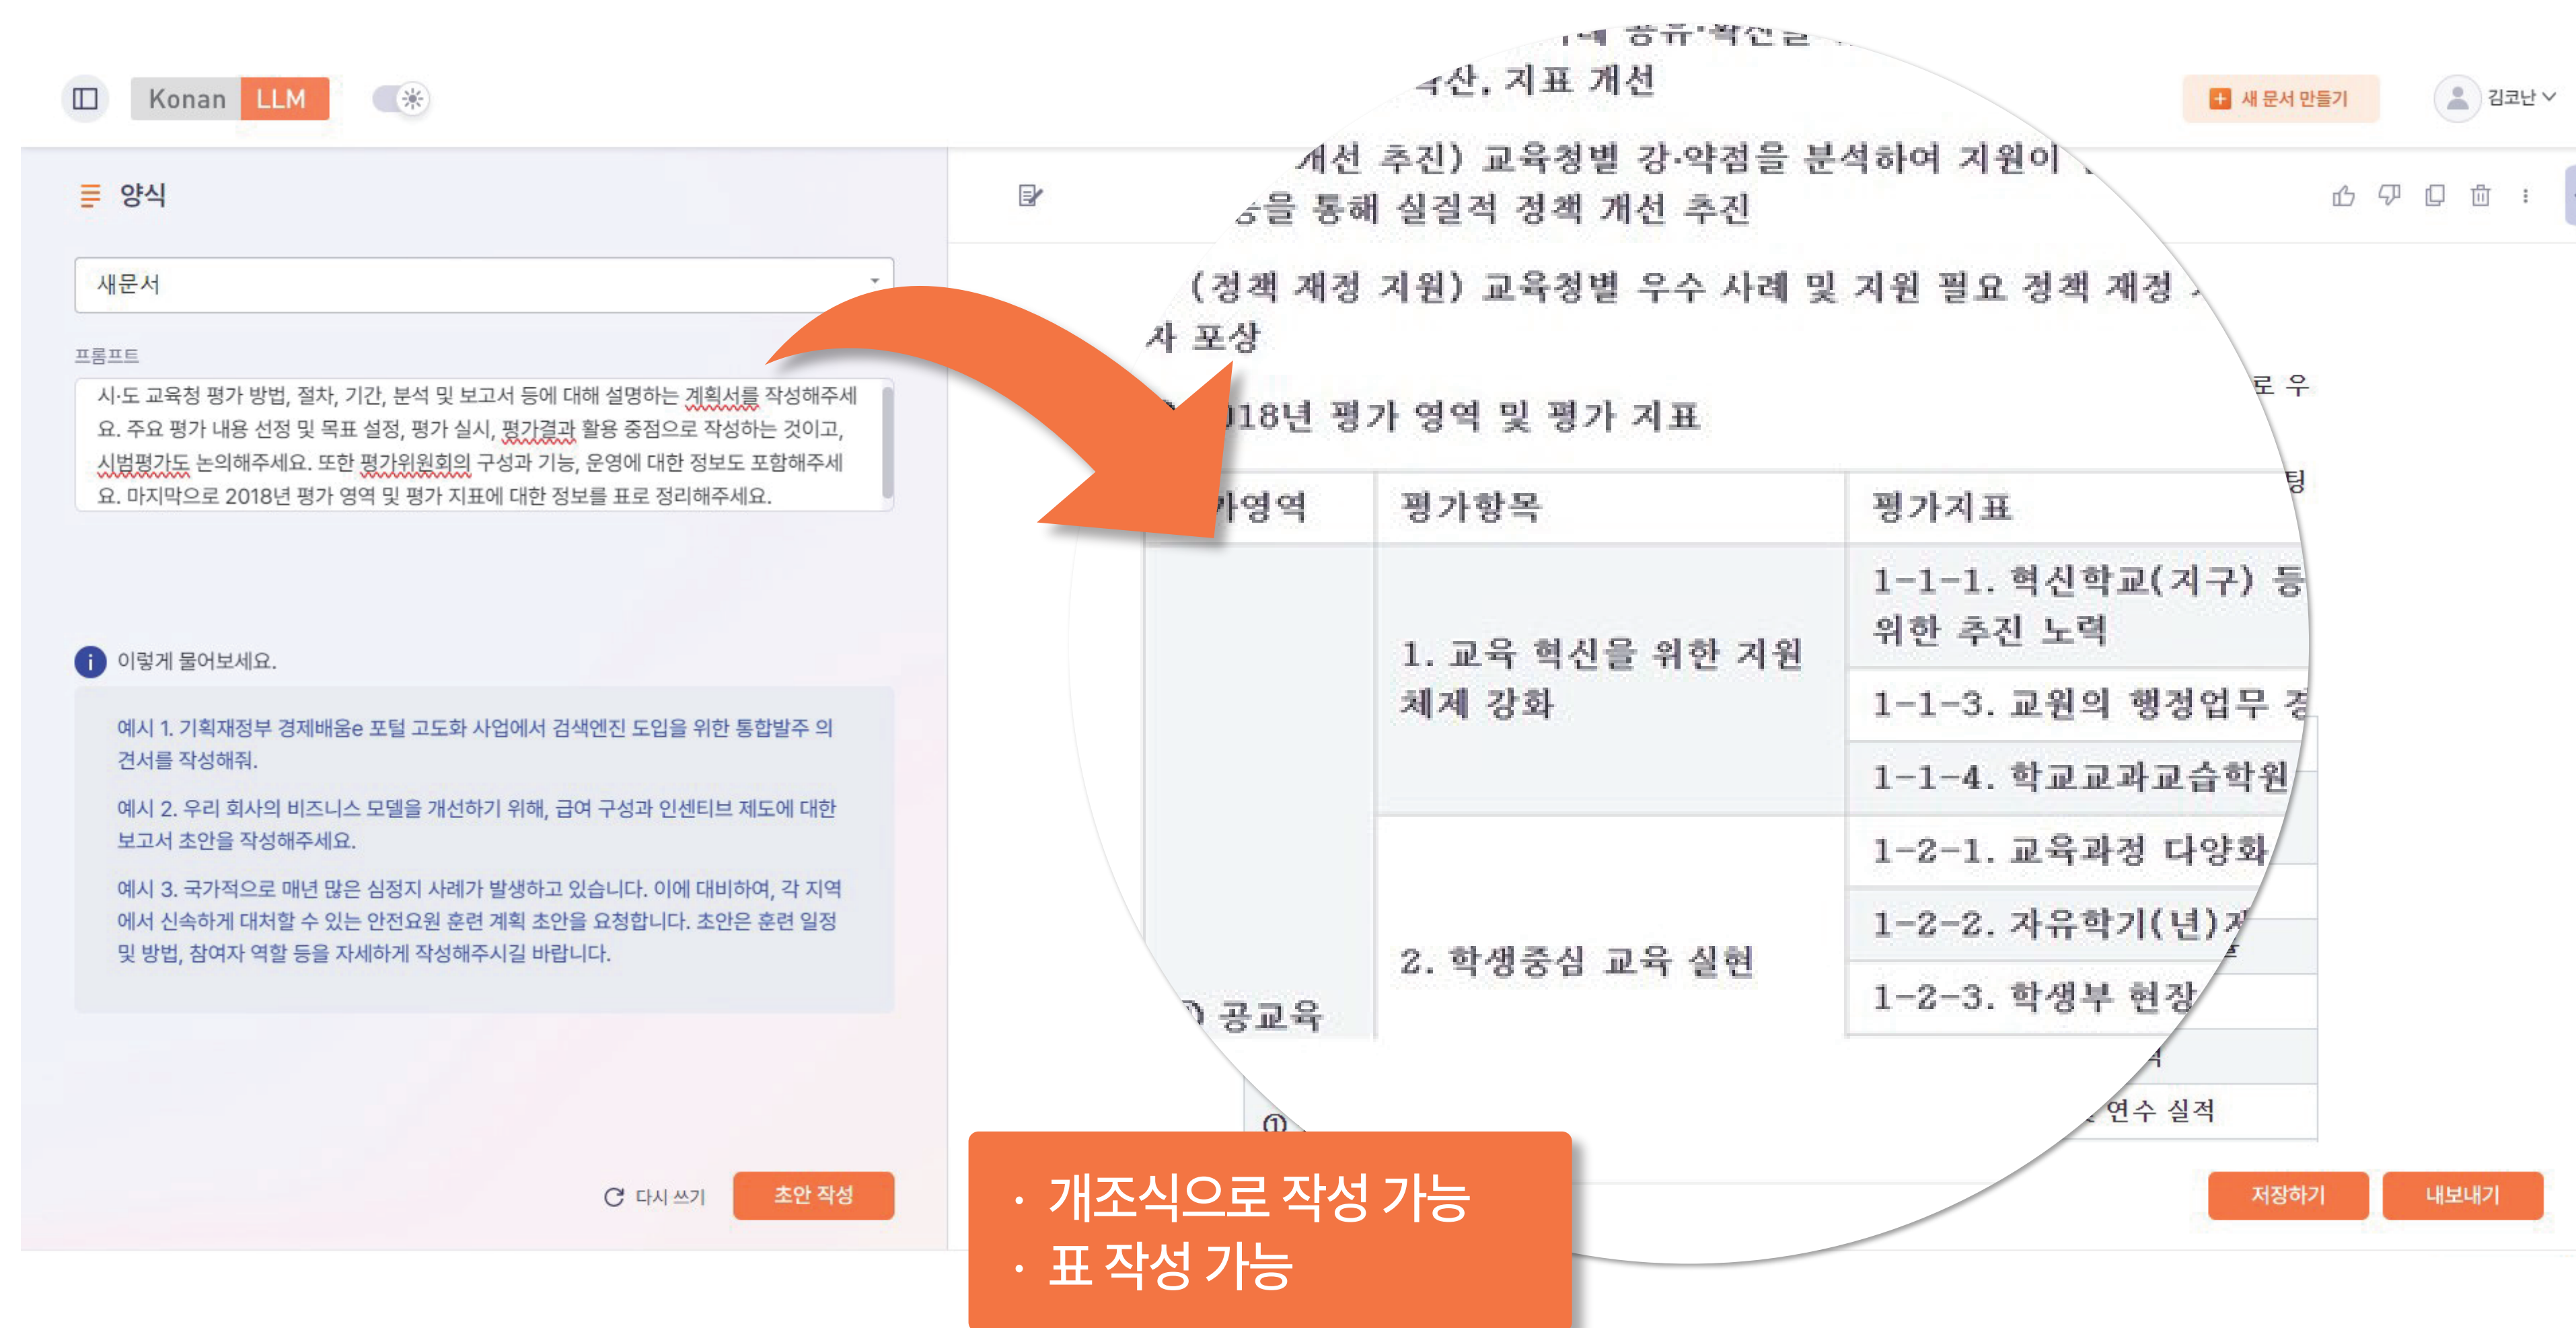 Konan LLM
새 문서 만들기
김코난
양식
새문서
프롬프트
시·도 교육청 평가 방법, 절차, 기간, 분석 및 보고서 등에 대해 설명하는 계획서를 작성해주세
요. 주요 평가 내용 선정 및 목표 설정, 평가 실시, 평가결과 활용 중점으로 작성하는 것이고,
시범평가도 논의해주세요. 또한 평가위원회의 구성과 기능, 운영에 대한 정보도 포함해주세
요. 마지막으로 2018년 평가 영역 및 평가 지표에 대한 정보를 표로 정리해주세요.
이렇게 물어보세요.
예시 1. 기획재정부 경제배움e 포털 고도화 사업에서 검색엔진 도입을 위한 통합발주 의
견서를 작성해줘.
예시 2. 우리 회사의 비즈니스 모델을 개선하기 위해, 급여 구성과 인센티브 제도에 대한
보고서 초안을 작성해주세요.
예시 3. 국가적으로 매년 많은 심정지 사례가 발생하고 있습니다. 이에 대비하여, 각 지역
에서 신속하게 대처할 수 있는 안전요원 훈련 계획 초안을 요청합니다. 초안은 훈련 일정
및 방법, 참여자 역할 등을 자세하게 작성해주시길 바랍니다.
다시 쓰기
초안 작성
지표 개선
개선 추진) 교육청별 강·약점을 분석하여 지원이
을 통해 실질적 정책 개선 추진
(정책 재정 지원) 교육청별 우수 사례 및 지원 필요 정책 재정
포상
로 우
018년 평가 영역 및 평가 지표
팅
가영역
평가항목
평가지표
1. 교육 혁신을 위한 지원
체제 강화
1-1-1. 혁신학교(지구) 등
위한 추진 노력
1-1-3. 교원의 행정업무
1-1-4. 학교교과교습학원
1-2-1. 교육과정 다양화
2. 학생중심 교육 실현
1-2-2. 자유학기(년)
1-2-3. 학생부 현장
공교육
①
연수 실적
저장하기
내보내기
· 개조식으로 작성 가능
· 표 작성 가능